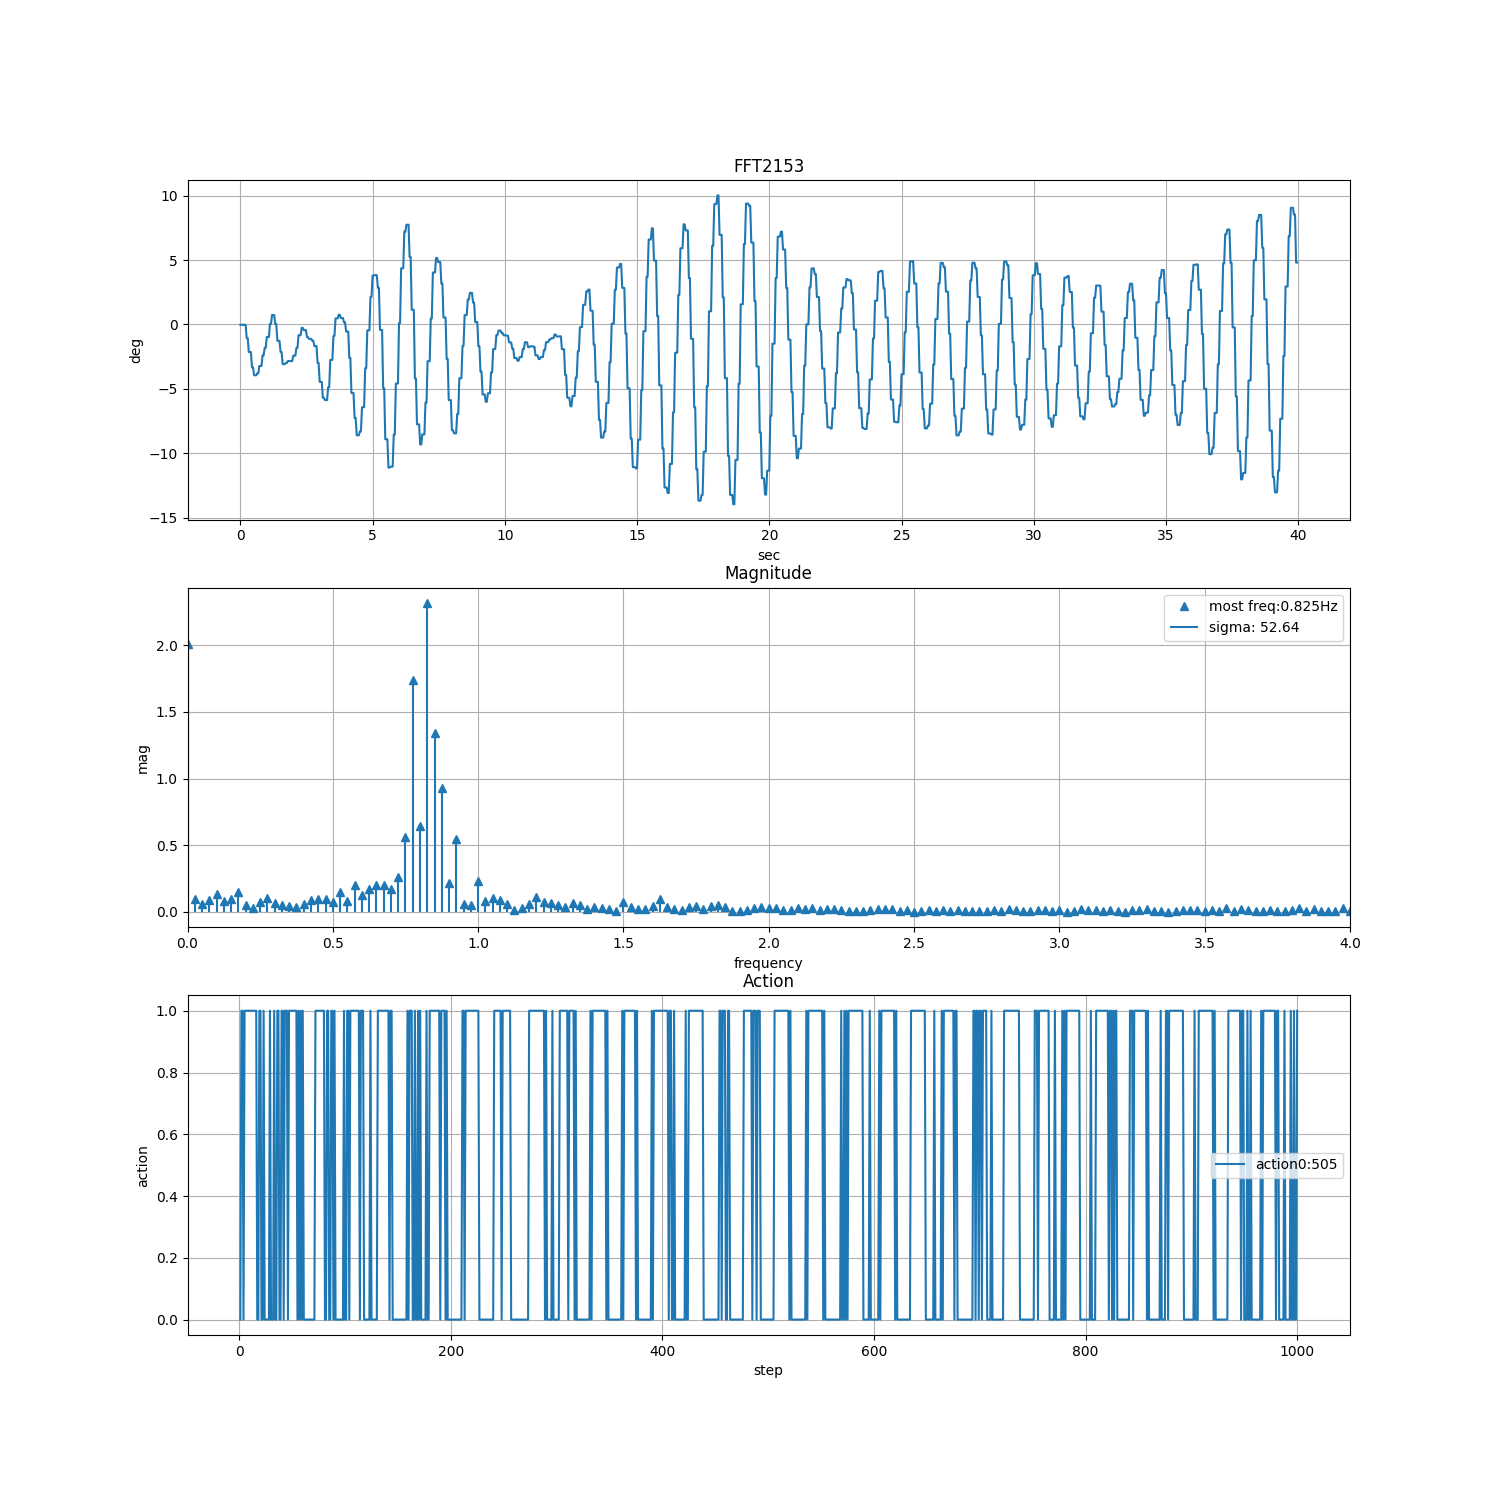 FFT2153
10
5
0
−5
−10
−15
deg
0 5 10 15 20 25 30 35 40
sec
Magnitude
most freq:0.825Hz
sigma: 52.64
2.0
1.5
1.0
0.5
0.0
mag
0.0 0.5 1.0 1.5 2.0 2.5 3.0 3.5 4.0
frequency
Action
1.0
0.8
0.6
0.4
0.2
0.0
action
action0:505
0 200 400 600 800 1000
step